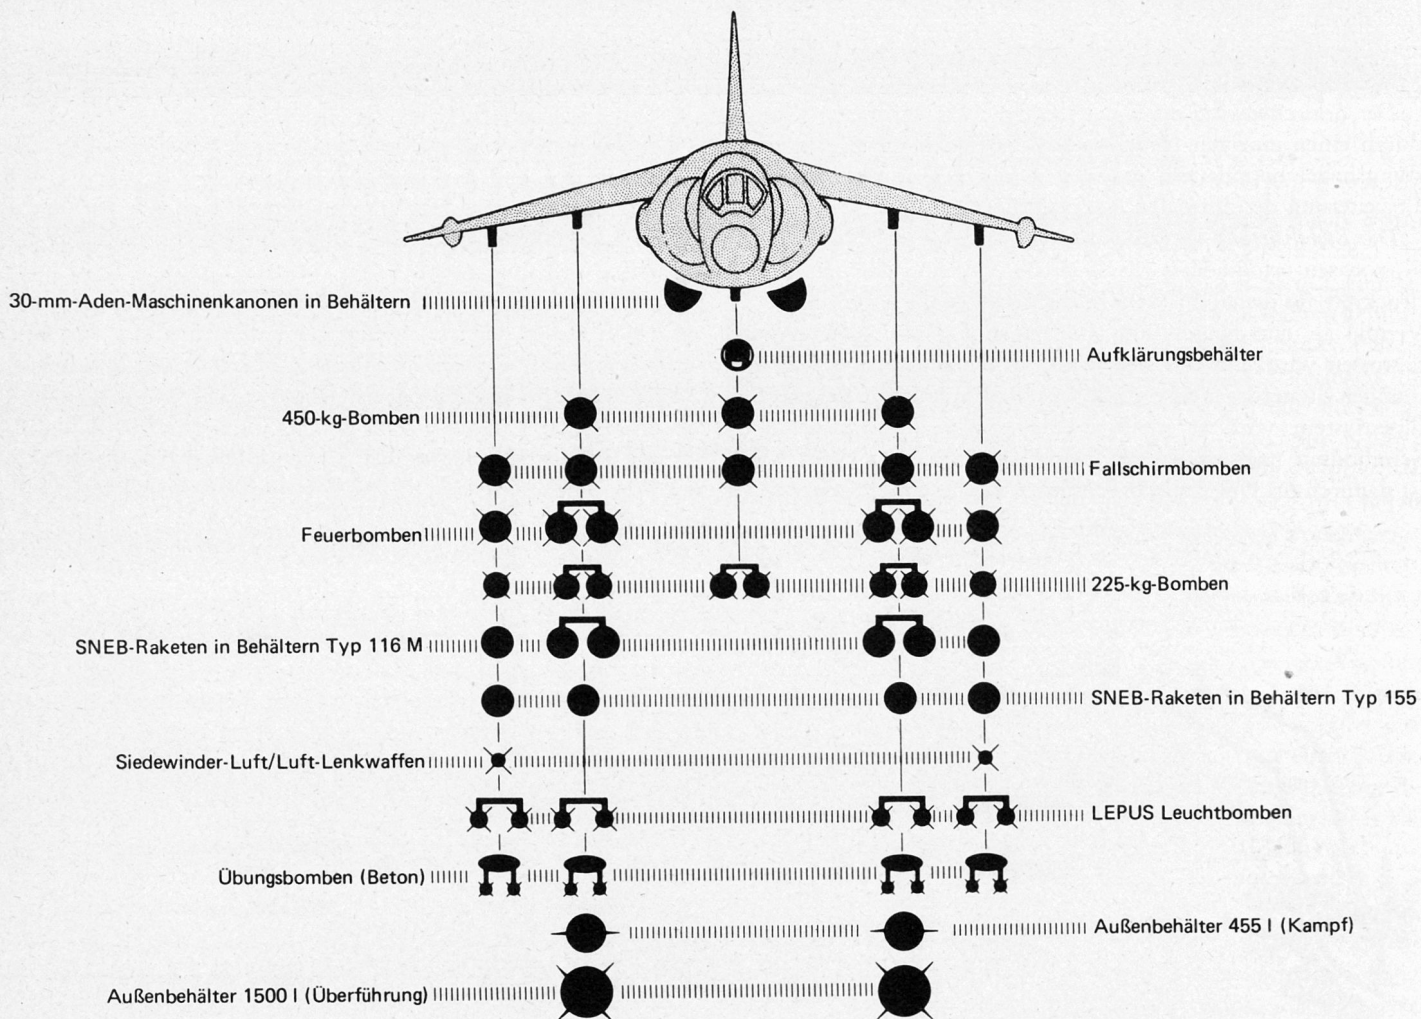 30-mm-Aden-Maschinenkanonen in Behältern
Aufklärungsbehälter
450-kg-Bomben
Fallschirmbomben
Feuerbomben
225-kg-Bomben
SNEB-Raketen in Behältern Typ 116 M
SNEB-Raketen in Behältern Typ 155
Siedewinder-Luft/Luft-Lenkwaffen
LEPUS Leuchtbomben
Übungsbomben (Beton)
Außenbehälter 455 l (Kampf)
Außenbehälter 1500 l (Überführung)